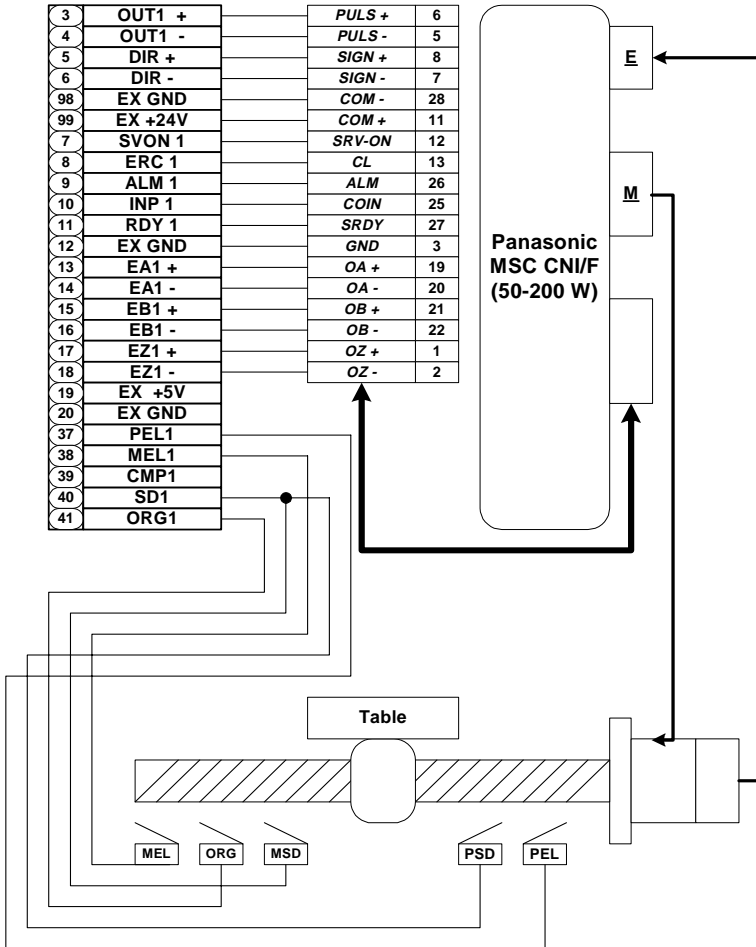 3 OUT1 + PULS + 6
4 OUT1 - PULS - 5
5 DIR + SIGN + 8
6 DIR - SIGN - 7
98 EX GND COM - 28
99 EX +24V COM + 11
7 SVON 1 SRV-ON 12
8 ERC 1 CL 13
9 ALM 1 ALM 26
10 INP 1 COIN 25
11 RDY 1 SRDY 27
12 EX GND GND 3
13 EA1 + OA + 19
14 EA1 - OA - 20
15 EB1 + OB + 21
16 EB1 - OB - 22
17 EZ1 + OZ + 1
18 EZ1 - OZ - 2
19 EX +5V
20 EX GND
37 PEL1
38 MEL1
39 CMP1
40 SD1
41 ORG1
E
M
Panasonic
MSC CNI/F
(50-200 W)
Table
MEL ORG MSD PSD PEL